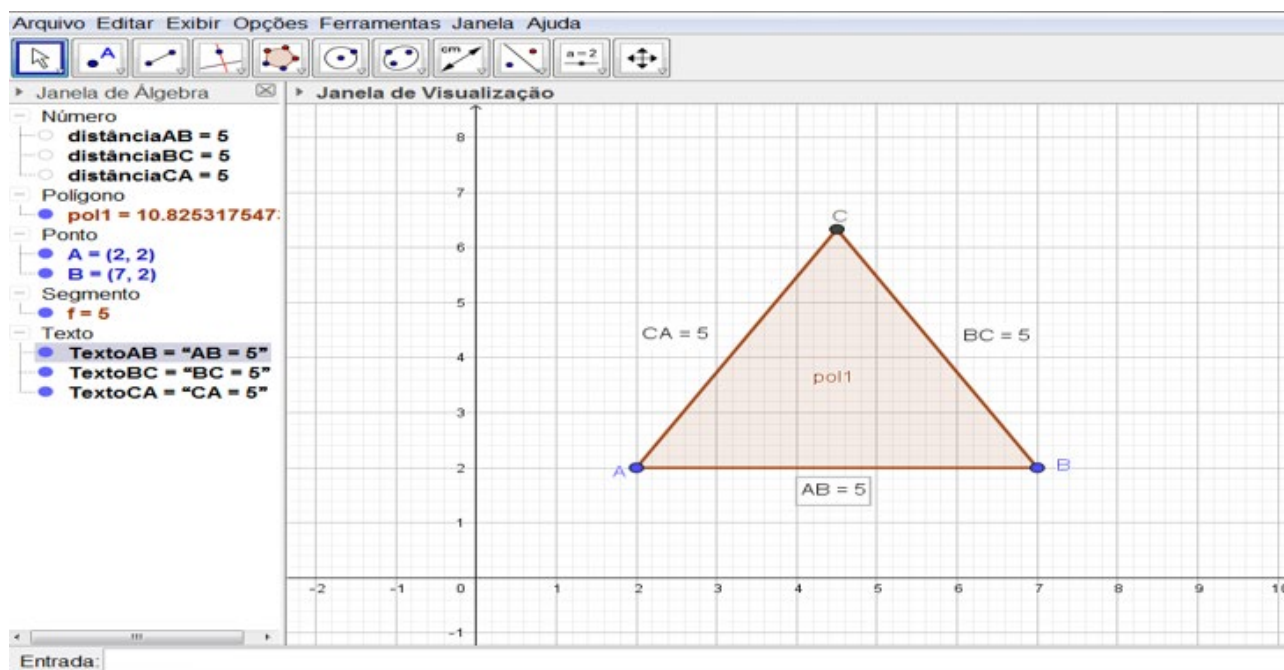 Arquivo Editar Exibir Opções Ferramentas Janela Ajuda
A
cm
a=2
Janela de Álgebra
Janela de Visualização
Número
distânciaAB = 5
distânciaBC = 5
distânciaCA = 5
Polígono
pol1 = 10.825317547
Ponto
A = (2, 2)
B = (7, 2)
Segmento
f = 5
Texto
TextoAB = “AB = 5”
TextoBC = “BC = 5”
TextoCA = “CA = 5”
8
7
6
5
4
3
2
1
-1
-2 -1 0 1 2 3 4 5 6 7 8 9 10
C
CA = 5
BC = 5
pol1
A
B
AB = 5
Entrada: